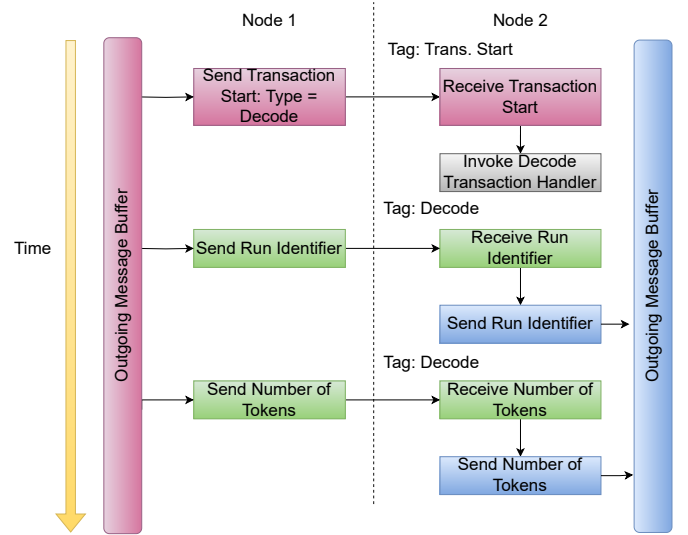 Node 1
Node 2
Tag: Trans. Start
Send Transaction
Start: Type =
Decode
Receive Transaction
Start
Invoke Decode
Transaction Handler
Tag: Decode
Time
Outgoing Message Buffer
Send Run Identifier
Receive Run
Identifier
Outgoing Message Buffer
Send Run Identifier
Tag: Decode
Send Number of
Tokens
Receive Number of
Tokens
Send Number of
Tokens